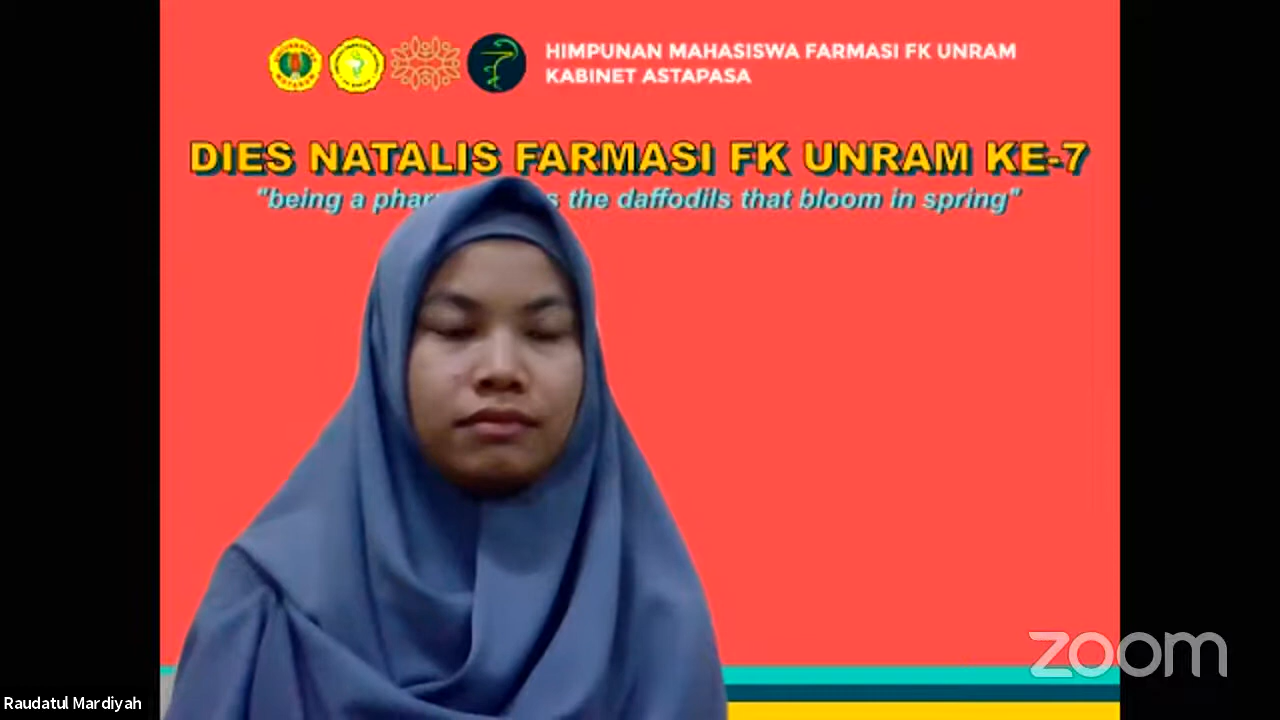 HIMPUNAN MAHASISWA FARMASI FK UNRAM
KABINET ASTAPASA
DIES NATALIS FARMASI FK UNRAM KE-7
"being a the daffodils that bloom in spring"
zoom
Raudatul Mardiyah